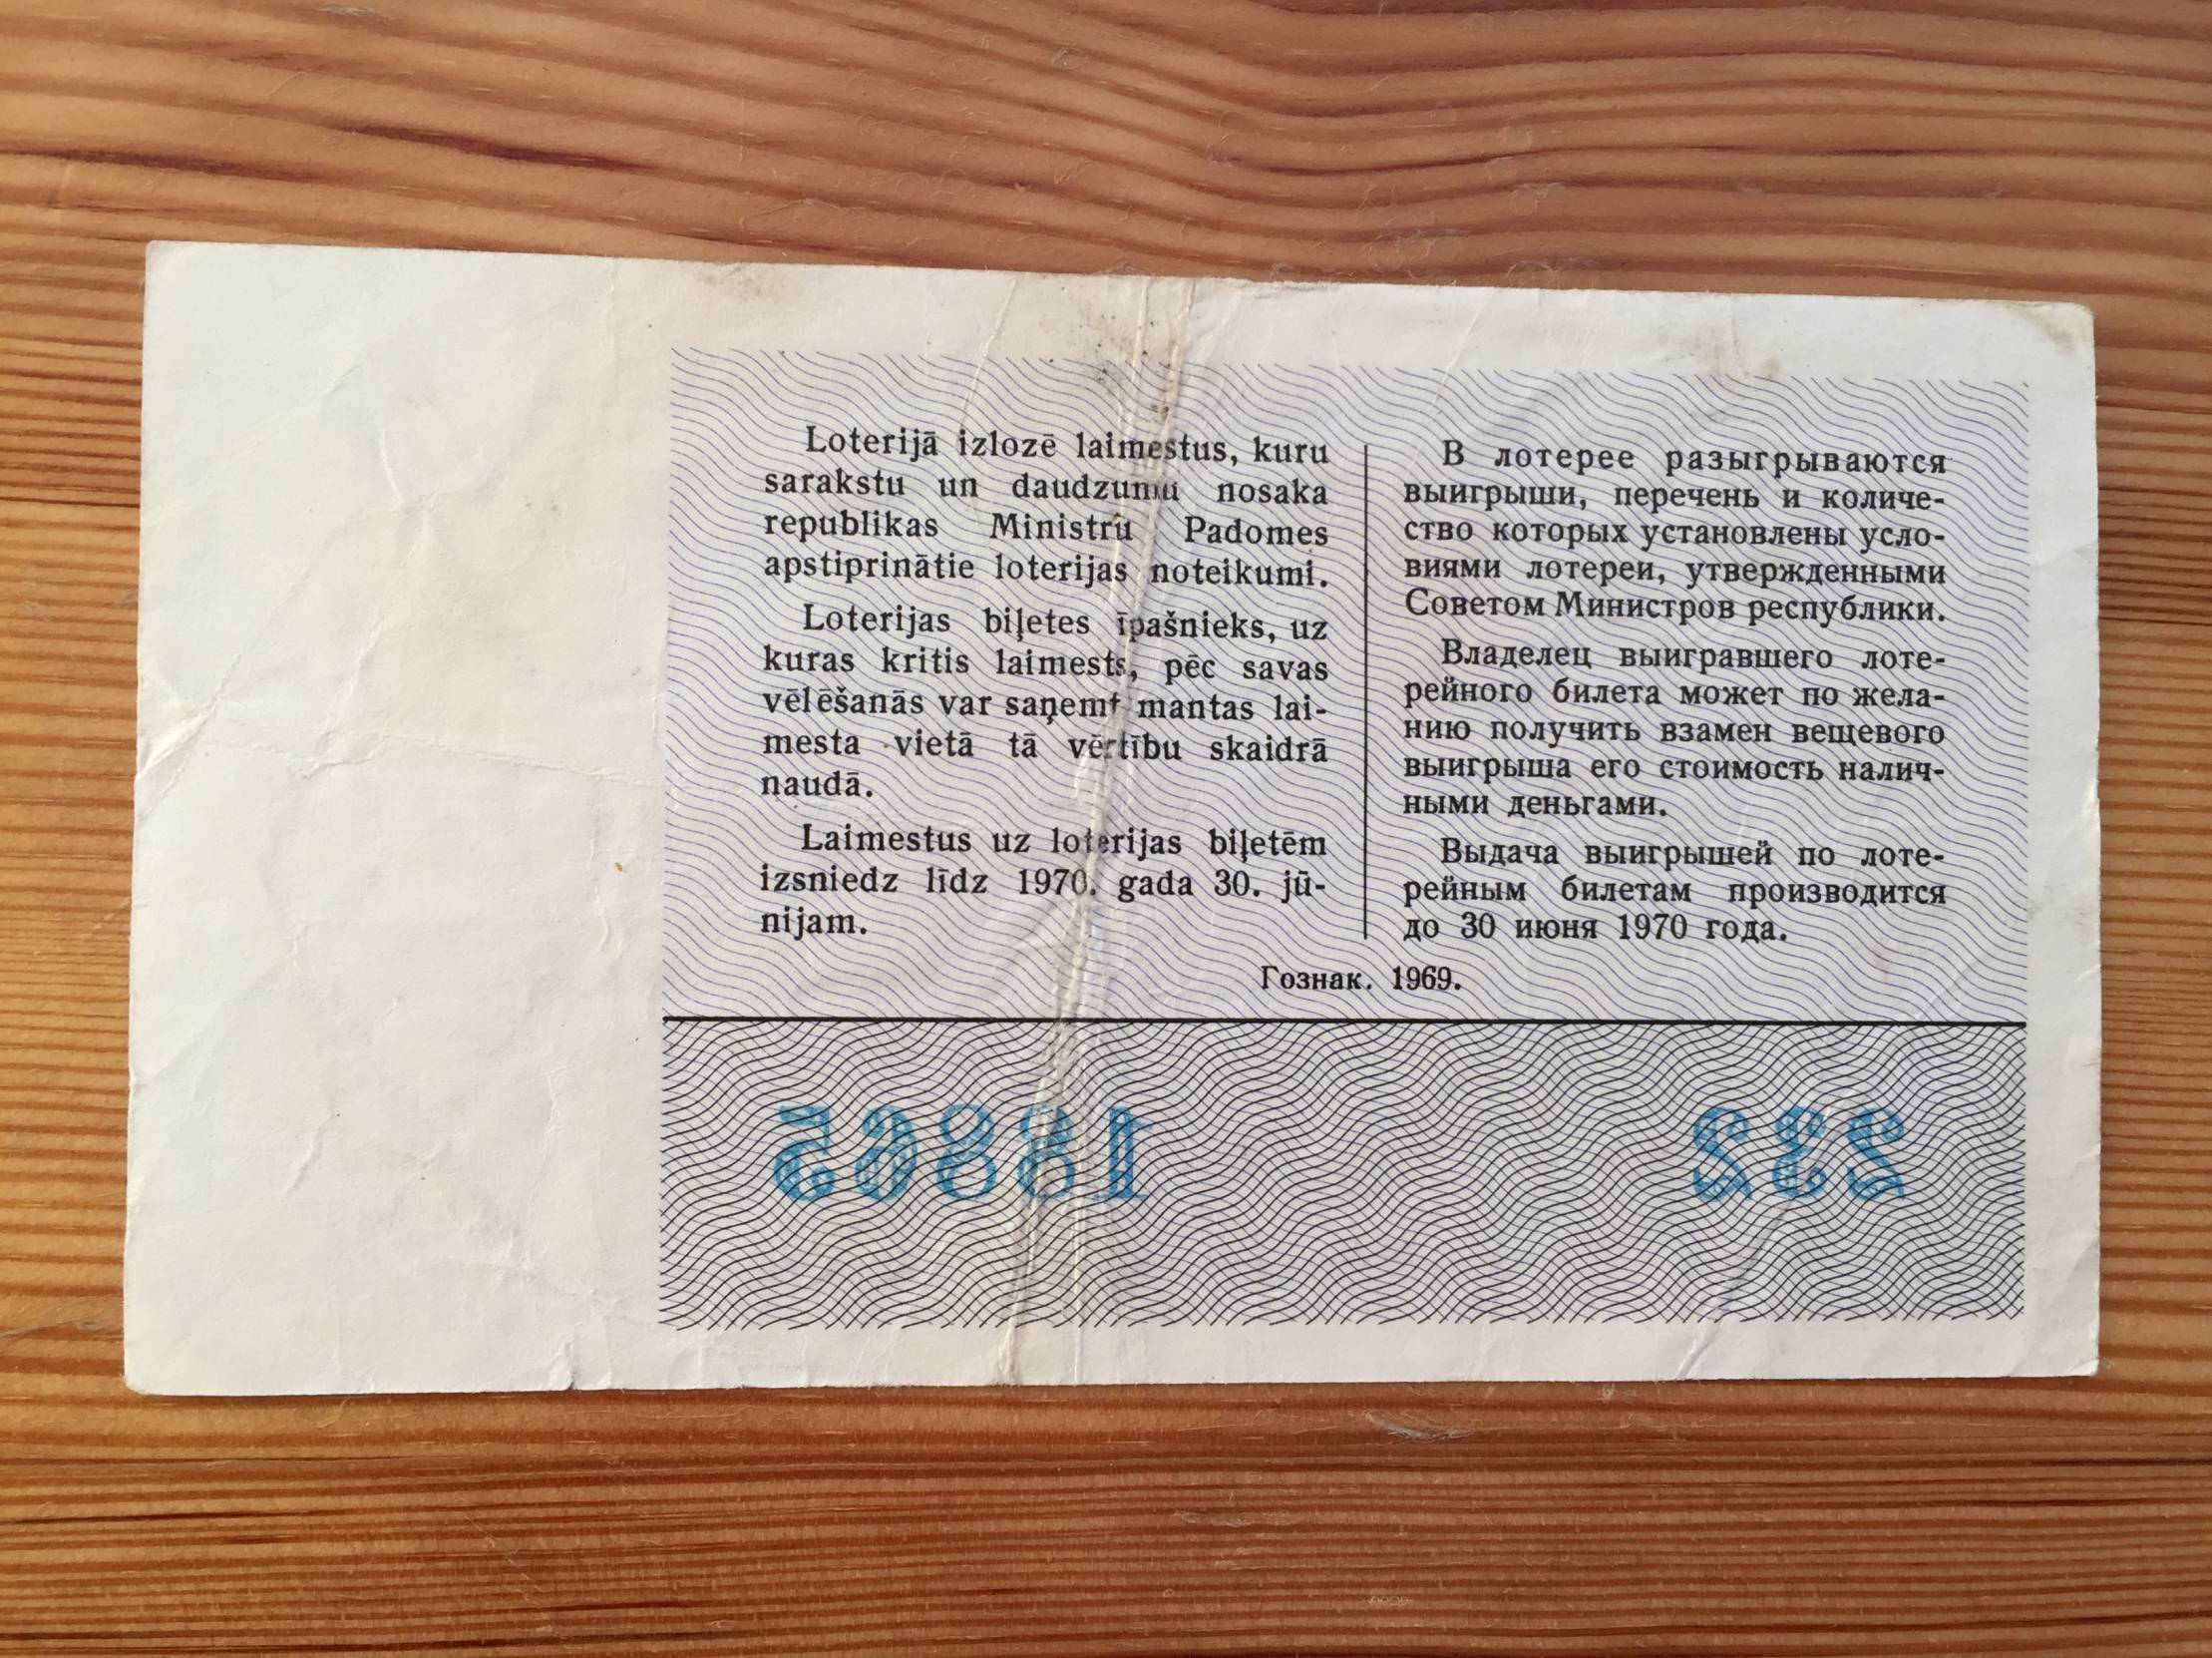 Loterijā izlozē laimestus, kuru
sarakstu un daudzumu nosaka
republikas Ministru Padomes
apstiprinātie loterijas noteikumi.
Loterijas biļetes īpašnieks, uz
kuras kritis laimests, pēc savas
vēlēšanās var saņemt mantas lai-
mesta vietā tā vērtību skaidrā
naudā.
Laimestus uz loterijas biļetēm
izsniedz līdz 1970. gada 30. jū-
nijam.
В лотерее разыгрываются
выигрыши, перечень и количе-
ство которых установлены усло-
виями лотереи, утвержденными
Советом Министров республики.
Владелец выигравшего лоте-
рейного билета может по жела-
нию получить взамен вещевого
выигрыша его стоимость налич-
ными деньгами.
Выдача выигрышей по лоте-
рейным билетам производится
до 30 июня 1970 года.
Гознак. 1969.
18865 232